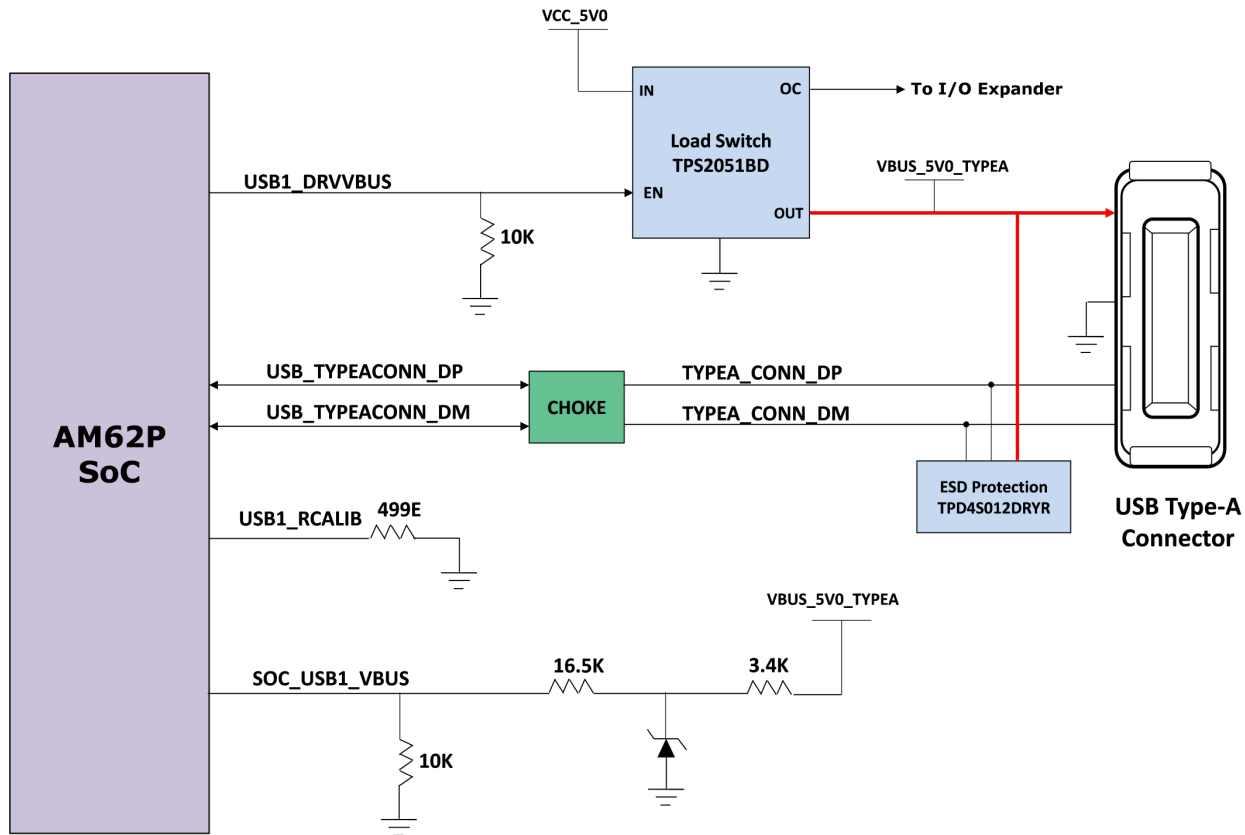 VCC_5V0
IN
OC
To I/O Expander
Load Switch
TPS2051BD
VBUS_5V0_TYPEA
USB1_DRVVBUS
EN
OUT
10K
USB_TYPEACONN_DP
TYPEA_CONN_DP
CHOKE
USB_TYPEACONN_DM
TYPEA_CONN_DM
AM62P
SoC
ESD Protection
TPD4S012DRYR
USB Type-A
Connector
499E
USB1_RCALIB
VBUS_5V0_TYPEA
16.5K
3.4K
SOC_USB1_VBUS
10K